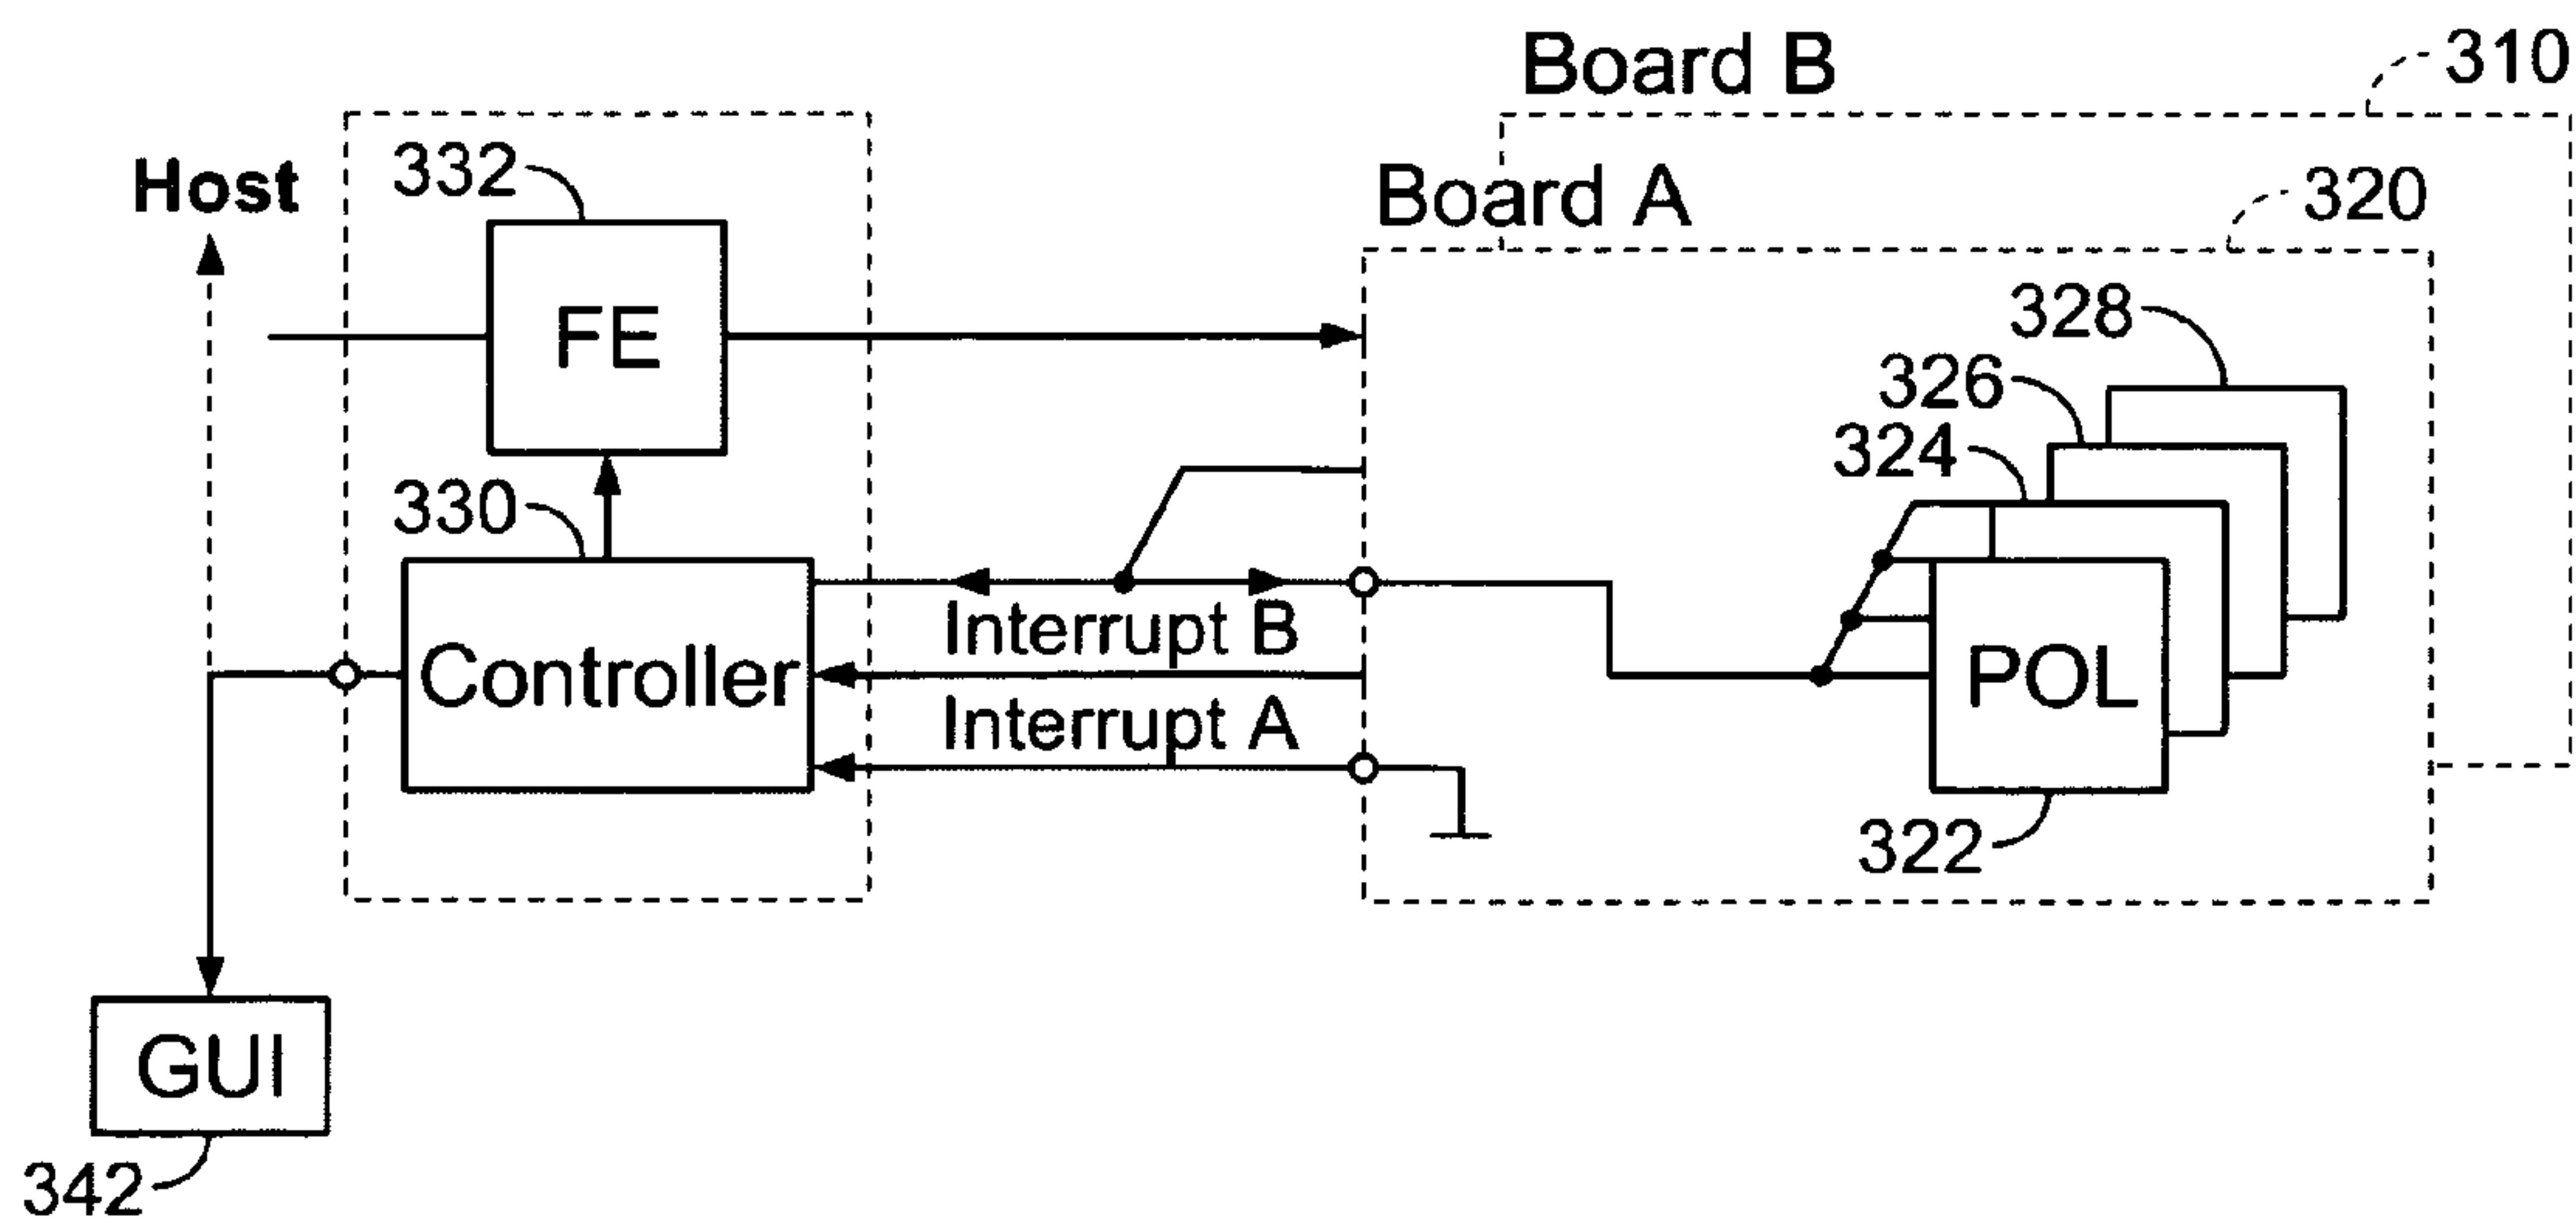 Board B
310
Host
332
Board A
320
FE
328
326
324
330
Interrupt B
Controller
POL
Interrupt A
322
GUI
342